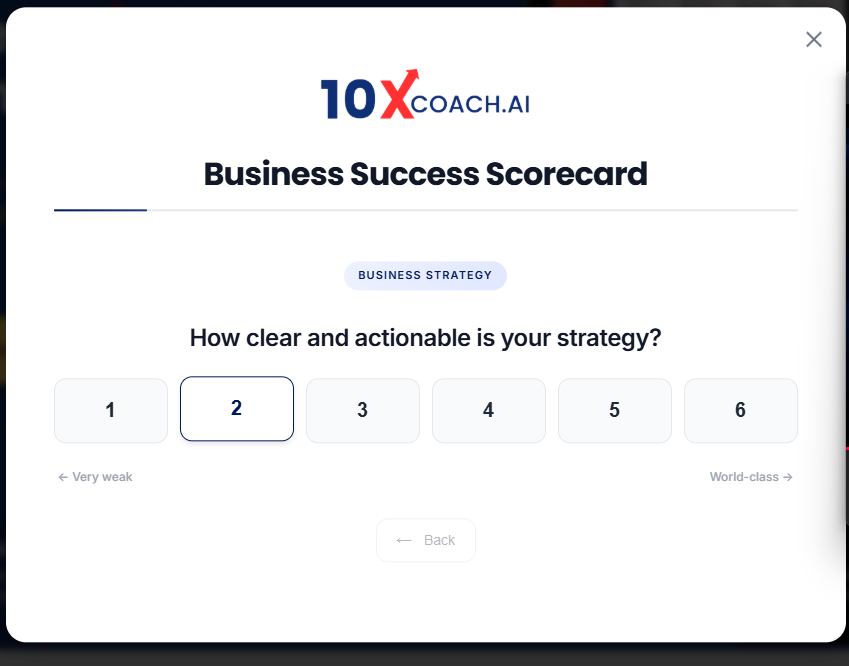 10XCOACH.AI
Business Success Scorecard
BUSINESS STRATEGY
How clear and actionable is your strategy?
1 2 3 4 5 6
← Very weak World-class →
← Back